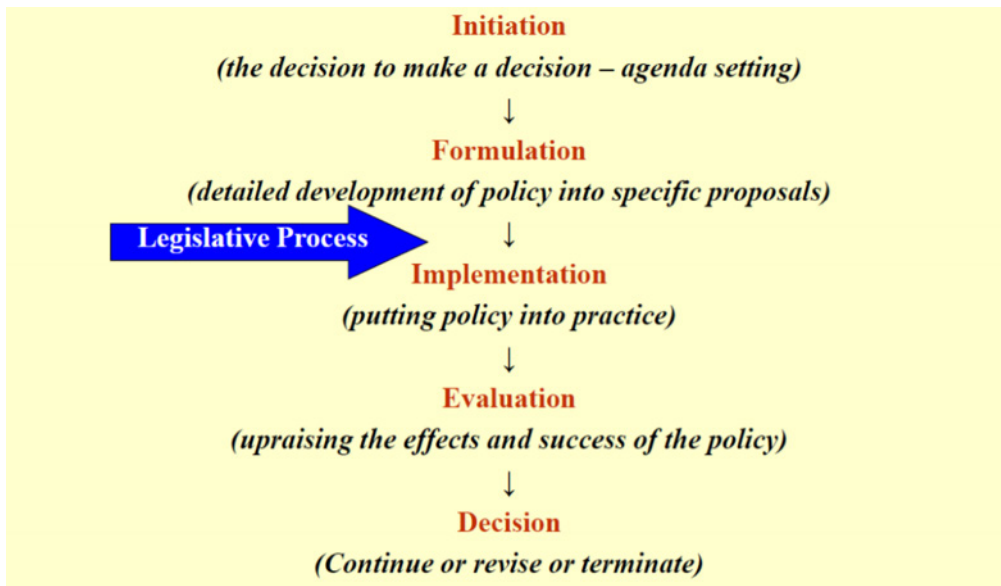 Initiation
(the decision to make a decision – agenda setting)
↓
Formulation
(detailed development of policy into specific proposals)
↓
Legislative Process
Implementation
(putting policy into practice)
↓
Evaluation
(upraising the effects and success of the policy)
↓
Decision
(Continue or revise or terminate)